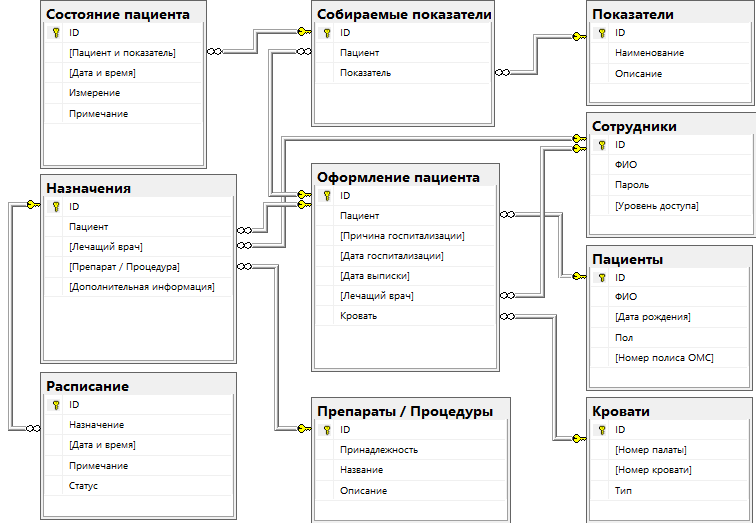 Состояние пациента
ID
[Пациент и показатель]
[Дата и время]
Измерение
Примечание
Собираемые показатели
ID
Пациент
Показатель
Показатели
ID
Наименование
Описание
Сотрудники
ID
ФИО
Пароль
[Уровень доступа]
Назначения
ID
Пациент
[Лечащий врач]
[Препарат / Процедура]
[Дополнительная информация]
Оформление пациента
ID
Пациент
[Причина госпитализации]
[Дата госпитализации]
[Дата выписки]
[Лечащий врач]
Кровать
Пациенты
ID
ФИО
[Дата рождения]
Пол
[Номер полиса ОМС]
Расписание
ID
Назначение
[Дата и время]
Примечание
Статус
Препараты / Процедуры
ID
Принадлежность
Название
Описание
Кровати
ID
[Номер палаты]
[Номер кровати]
Тип